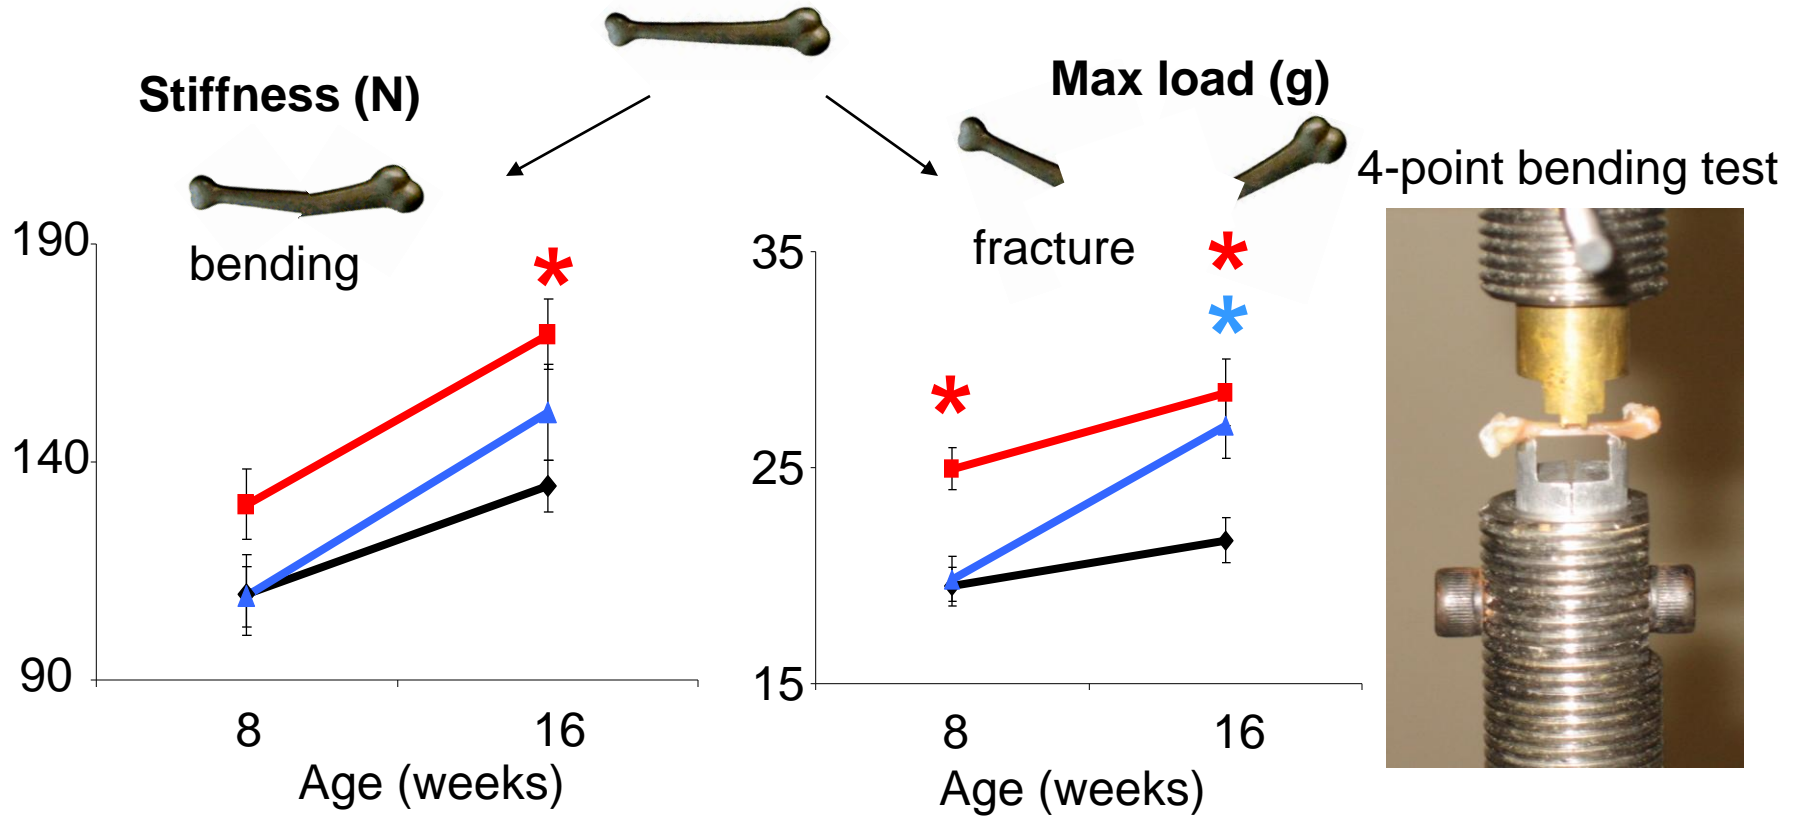 Stiffness (N)
Max load (g)
4-point bending test
bending
fracture
190
140
90
8
16
Age (weeks)
35
25
15
8
16
Age (weeks)
*
*
*
*